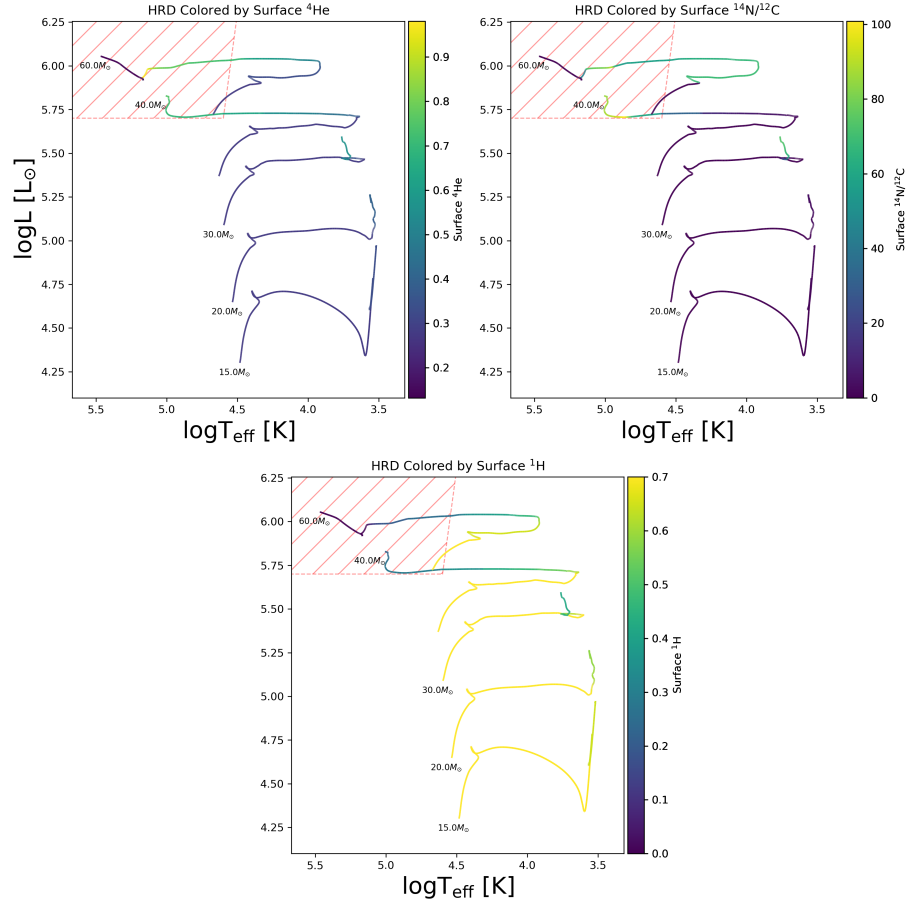 HRD Colored by Surface ⁴He
6.25
6.00
5.75
5.50
5.25
5.00
4.75
4.50
4.25
5.5
5.0
4.5
4.0
3.5
logL [L☉]
logT_eff [K]
60.0M☉
40.0M☉
30.0M☉
20.0M☉
15.0M☉
0.9
0.8
0.7
0.6
0.5
0.4
0.3
0.2
Surface ⁴He
HRD Colored by Surface ¹⁴N/¹²C
6.25
6.00
5.75
5.50
5.25
5.00
4.75
4.50
4.25
5.5
5.0
4.5
4.0
3.5
logT_eff [K]
60.0M☉
40.0M☉
30.0M☉
20.0M☉
15.0M☉
100
80
60
40
20
0
Surface ¹⁴N/¹²C
HRD Colored by Surface ¹H
6.25
6.00
5.75
5.50
5.25
5.00
4.75
4.50
4.25
5.5
5.0
4.5
4.0
3.5
logT_eff [K]
60.0M☉
40.0M☉
30.0M☉
20.0M☉
15.0M☉
0.7
0.6
0.5
0.4
0.3
0.2
0.1
0.0
Surface ¹H